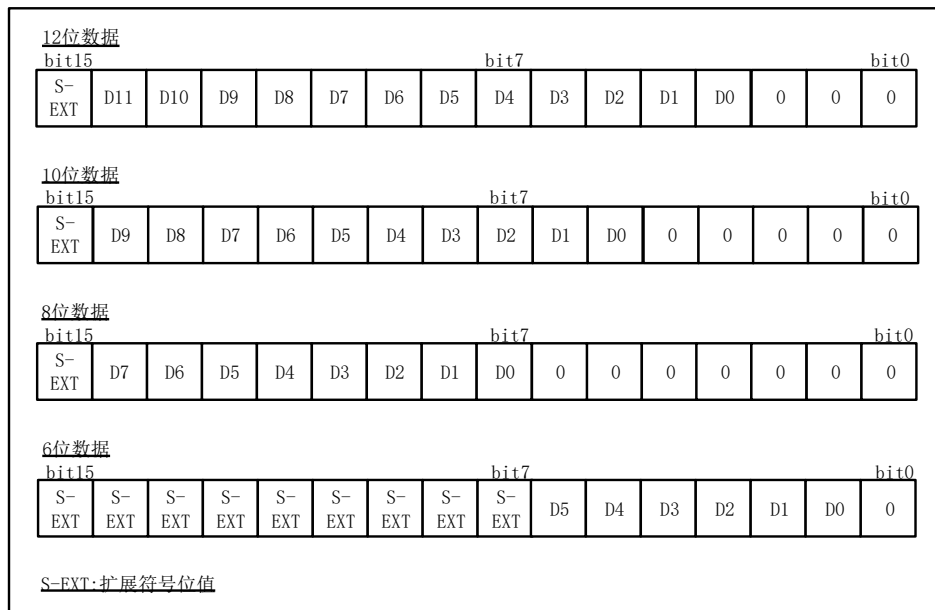 12位数据
bit15 bit7 bit0
S-EXT D11 D10 D9 D8 D7 D6 D5 D4 D3 D2 D1 D0 0 0 0
10位数据
bit15 bit7 bit0
S-EXT D9 D8 D7 D6 D5 D4 D3 D2 D1 D0 0 0 0 0 0
8位数据
bit15 bit7 bit0
S-EXT D7 D6 D5 D4 D3 D2 D1 D0 0 0 0 0 0 0 0
6位数据
bit15 bit7 bit0
S-EXT S-EXT S-EXT S-EXT S-EXT S-EXT S-EXT S-EXT S-EXT D5 D4 D3 D2 D1 D0 0
S-EXT:扩展符号位值